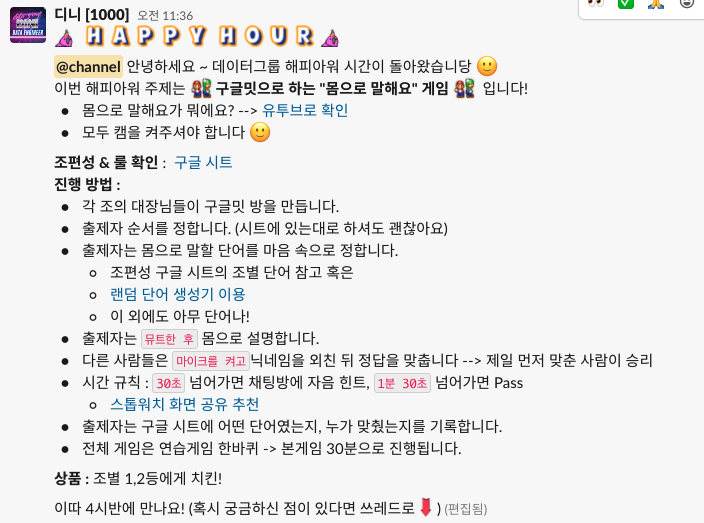 디니 [1000] 오전 11:36
HAPPY HOUR
@channel 안녕하세요 ~ 데이터그룹 해피아워 시간이 돌아왔습니당
이번 해피아워 주제는 구글밋으로 하는 "몸으로 말해요" 게임 입니다!
• 몸으로 말해요가 뭐에요? --> 유투브로 확인
• 모두 캠을 켜주셔야 합니다
조편성 & 룰 확인 : 구글 시트
진행 방법 :
• 각 조의 대장님들이 구글밋 방을 만듭니다.
• 출제자 순서를 정합니다. (시트에 있는대로 하셔도 괜찮아요)
• 출제자는 몸으로 말할 단어를 마음 속으로 정합니다.
◦ 조편성 구글 시트의 조별 단어 참고 혹은
◦ 랜덤 단어 생성기 이용
◦ 이 외에도 아무 단어나!
• 출제자는 뮤트한 후 몸으로 설명합니다.
• 다른 사람들은 마이크를 켜고 닉네임을 외친 뒤 정답을 맞춥니다 --> 제일 먼저 맞춘 사람이 승리
• 시간 규칙 : 30초 넘어가면 채팅방에 자음 힌트, 1분 30초 넘어가면 Pass
◦ 스톱워치 화면 공유 추천
• 출제자는 구글 시트에 어떤 단어였는지, 누가 맞췄는지를 기록합니다.
• 전체 게임은 연습게임 한바퀴 -> 본게임 30분으로 진행됩니다.
상품 : 조별 1,2등에게 치킨!
이따 4시반에 만나요! (혹시 궁금하신 점이 있다면 쓰레드로 ) (편집됨)